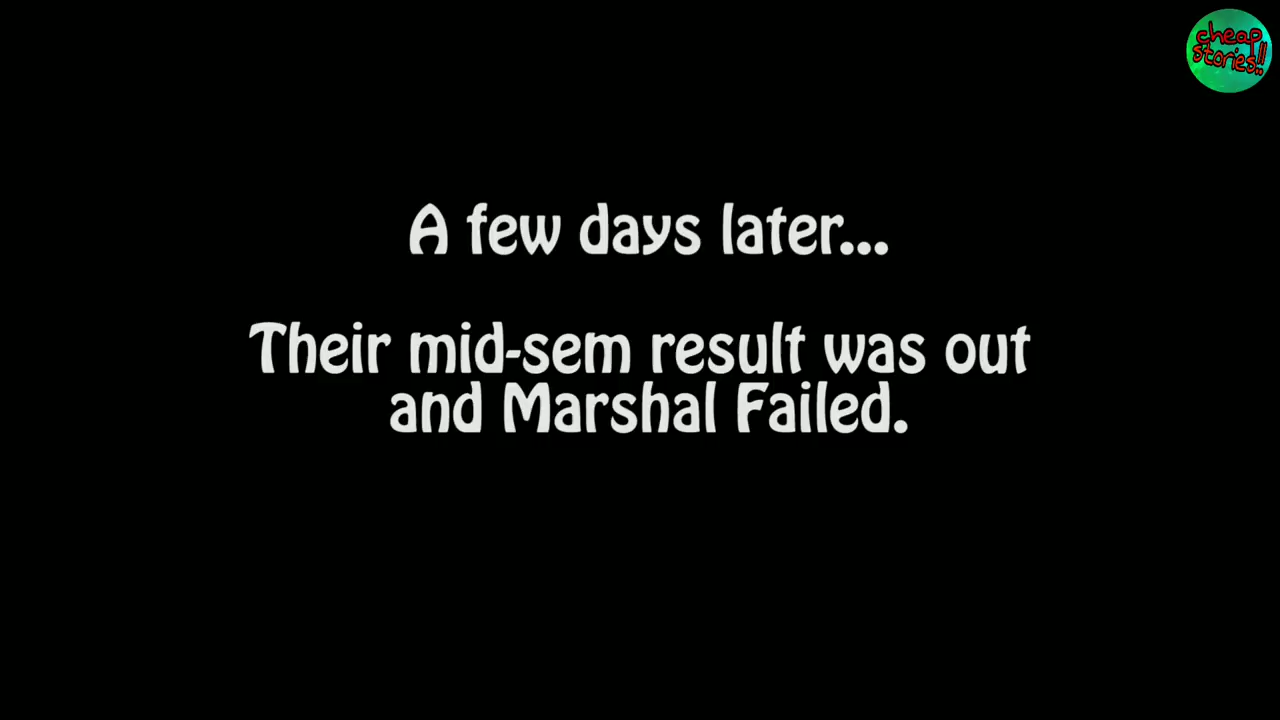 cheap
stories!!
A few days later...
Their mid-sem result was out
and Marshal Failed.